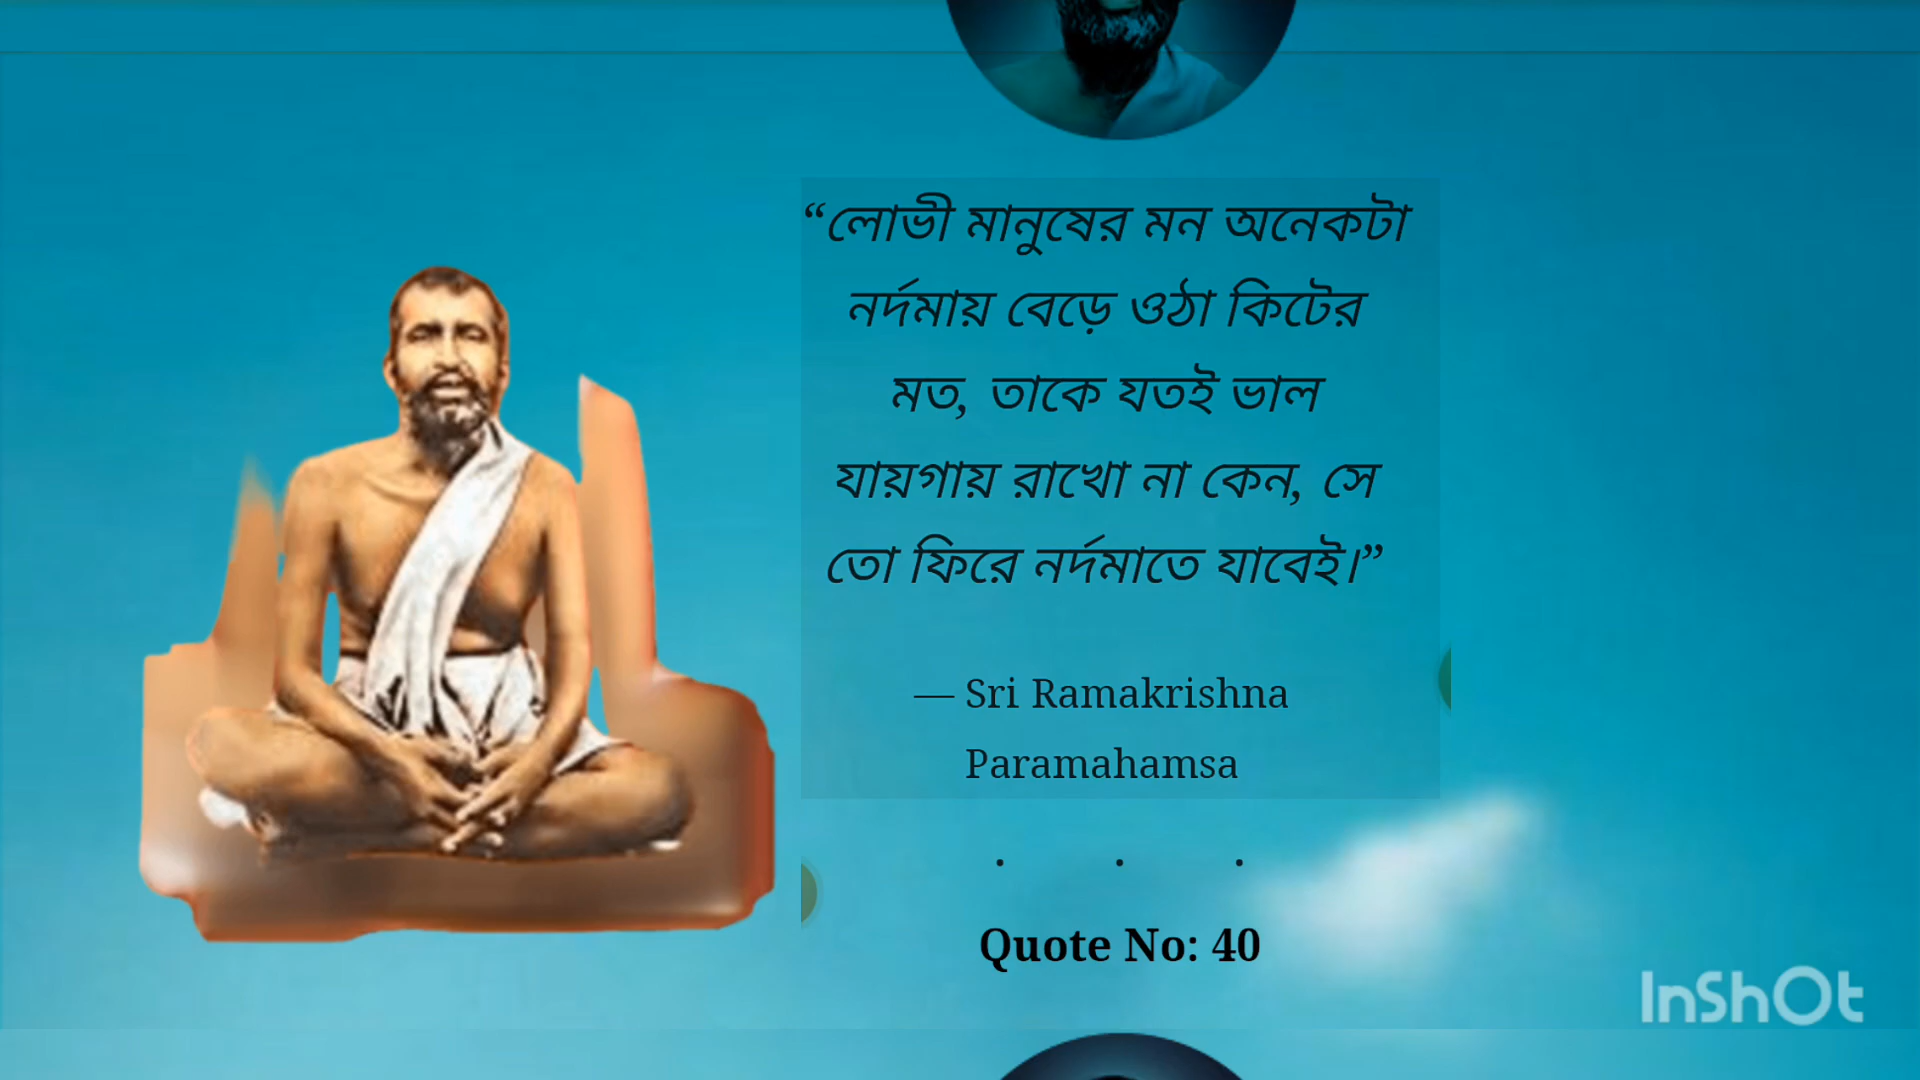 “লোভী মানুষের মন অনেকটা
নর্দমায় বেড়ে ওঠা কিটের
মত, তাকে যতই ভাল
যায়গায় রাখো না কেন, সে
তো ফিরে নর্দমাতে যাবেই।”
— Sri Ramakrishna
Paramahamsa
. . .
Quote No: 40
InShOt